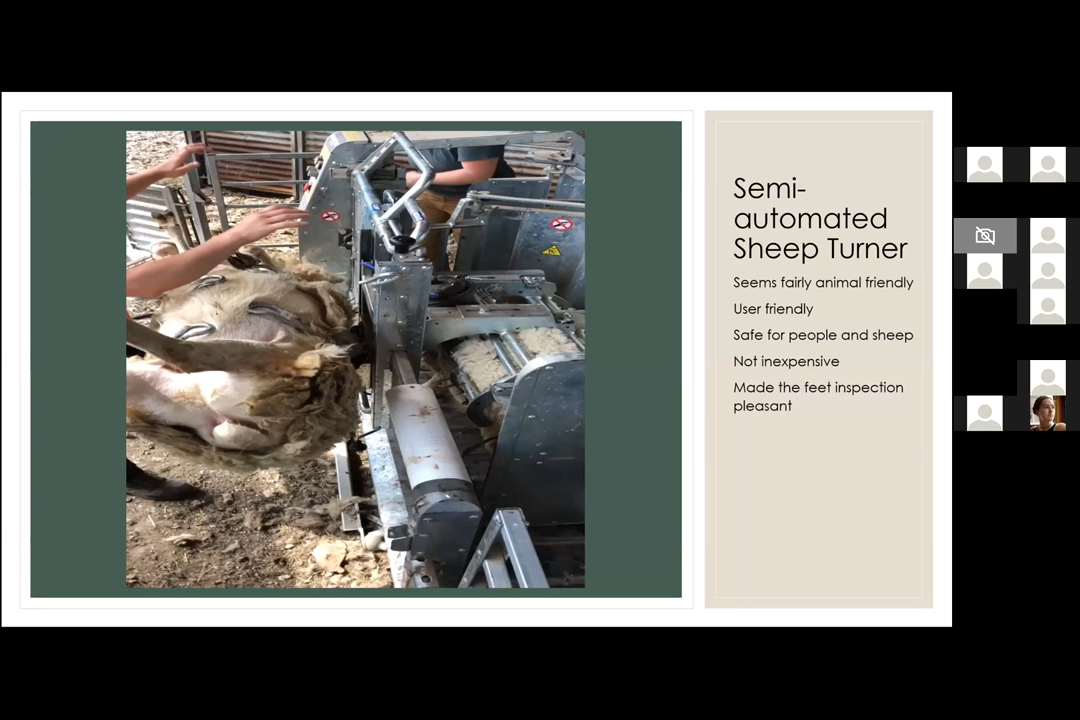 Semi-
automated
Sheep Turner
Seems fairly animal friendly
User friendly
Safe for people and sheep
Not inexpensive
Made the feet inspection
pleasant